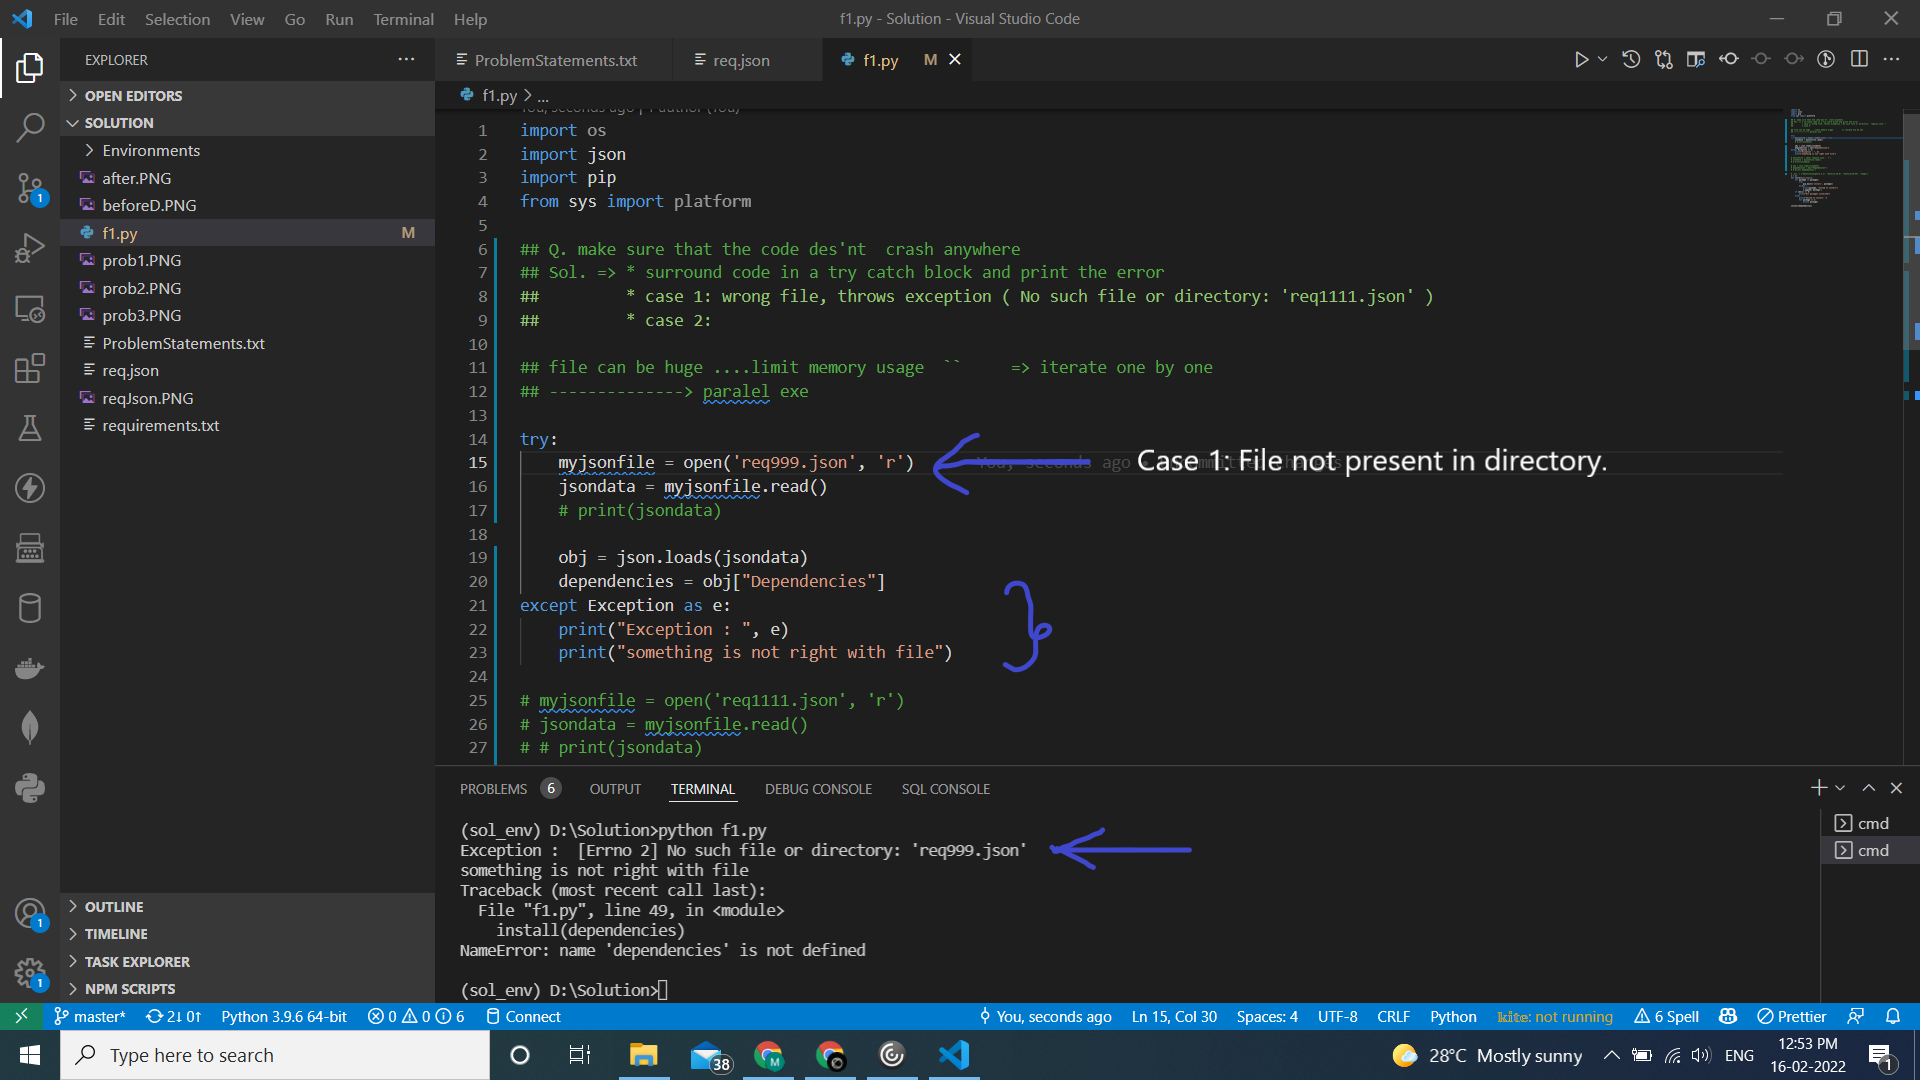 File Edit Selection View Go Run Terminal Help
f1.py - Solution - Visual Studio Code
EXPLORER
OPEN EDITORS
SOLUTION
Environments
after.PNG
beforeD.PNG
f1.py M
prob1.PNG
prob2.PNG
prob3.PNG
ProblemStatements.txt
req.json
reqJson.PNG
requirements.txt
OUTLINE
TIMELINE
TASK EXPLORER
NPM SCRIPTS
1
1
1
ProblemStatements.txt req.json f1.py M
f1.py > ...
You, seconds ago | 1 author (You)
1 import os
2 import json
3 import pip
4 from sys import platform
5
6 ## Q. make sure that the code des'nt  crash anywhere
7 ## Sol. => * surround code in a try catch block and print the error
8 ##         * case 1: wrong file, throws exception ( No such file or directory: 'req1111.json' )
9 ##         * case 2:
10
11 ## file can be huge ....limit memory usage  ``     => iterate one by one
12 ## --------------> paralel exe
13
14 try:
15     myjsonfile = open('req999.json', 'r') You, seconds ago
Case 1: File not present in directory.
16     jsondata = myjsonfile.read()
17     # print(jsondata)
18
19     obj = json.loads(jsondata)
20     dependencies = obj["Dependencies"]
21 except Exception as e:
22     print("Exception : ", e)
23     print("something is not right with file")
24
25 # myjsonfile = open('req1111.json', 'r')
26 # jsondata = myjsonfile.read()
27 # # print(jsondata)
PROBLEMS 6 OUTPUT TERMINAL DEBUG CONSOLE SQL CONSOLE
(sol_env) D:\Solution>python f1.py
Exception :  [Errno 2] No such file or directory: 'req999.json'
something is not right with file
Traceback (most recent call last):
  File "f1.py", line 49, in <module>
    install(dependencies)
NameError: name 'dependencies' is not defined
(sol_env) D:\Solution>
cmd
cmd
master* 2↓ 0↑ Python 3.9.6 64-bit 0 0 6 Connect You, seconds ago Ln 15, Col 30 Spaces: 4 UTF-8 CRLF Python kite: not running 6 Spell Prettier
Type here to search 38 M 28°C Mostly sunny ENG 12:53 PM
16-02-2022 1